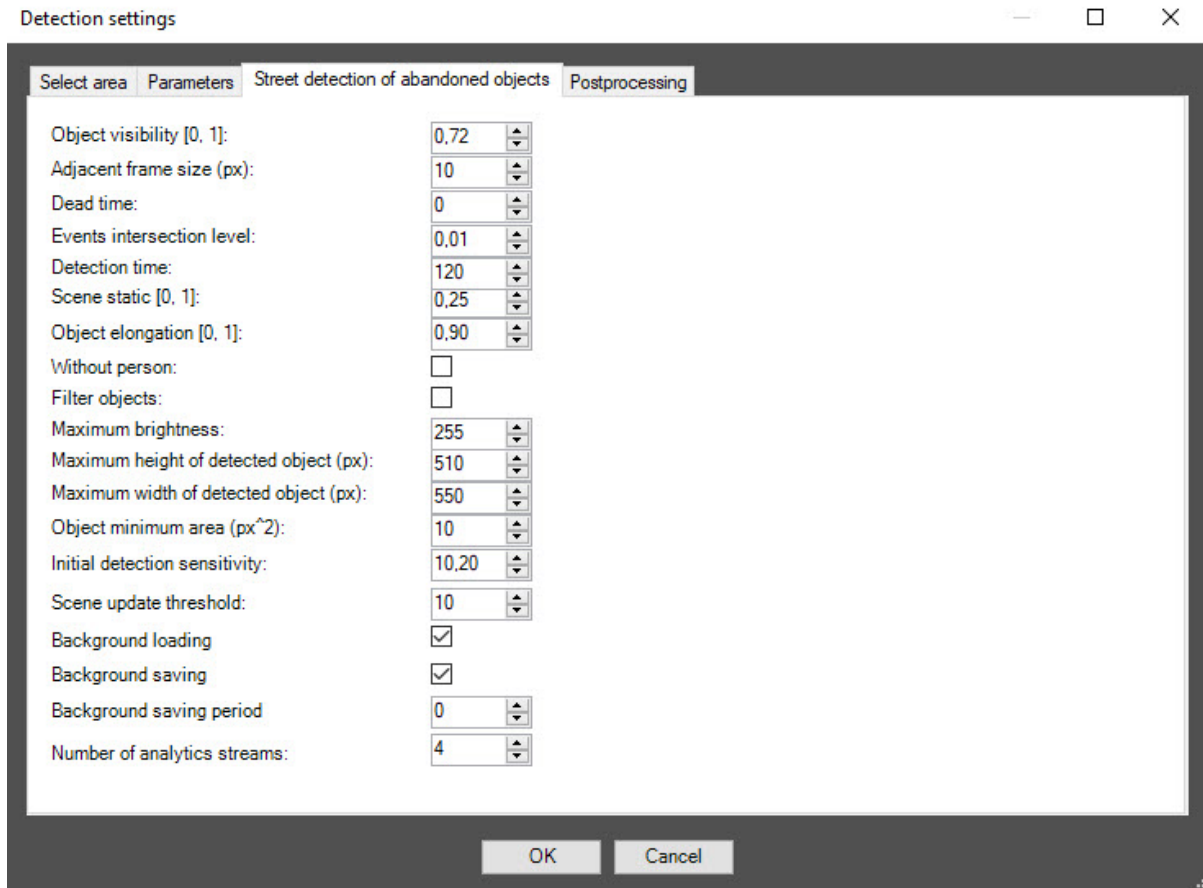 Detection settings
Select area Parameters Street detection of abandoned objects Postprocessing
Object visibility [0, 1]: 0,72
Adjacent frame size (px): 10
Dead time: 0
Events intersection level: 0,01
Detection time: 120
Scene static [0, 1]: 0,25
Object elongation [0, 1]: 0,90
Without person:
Filter objects:
Maximum brightness: 255
Maximum height of detected object (px): 510
Maximum width of detected object (px): 550
Object minimum area (px^2): 10
Initial detection sensitivity: 10,20
Scene update threshold: 10
Background loading
Background saving
Background saving period 0
Number of analytics streams: 4
OK Cancel